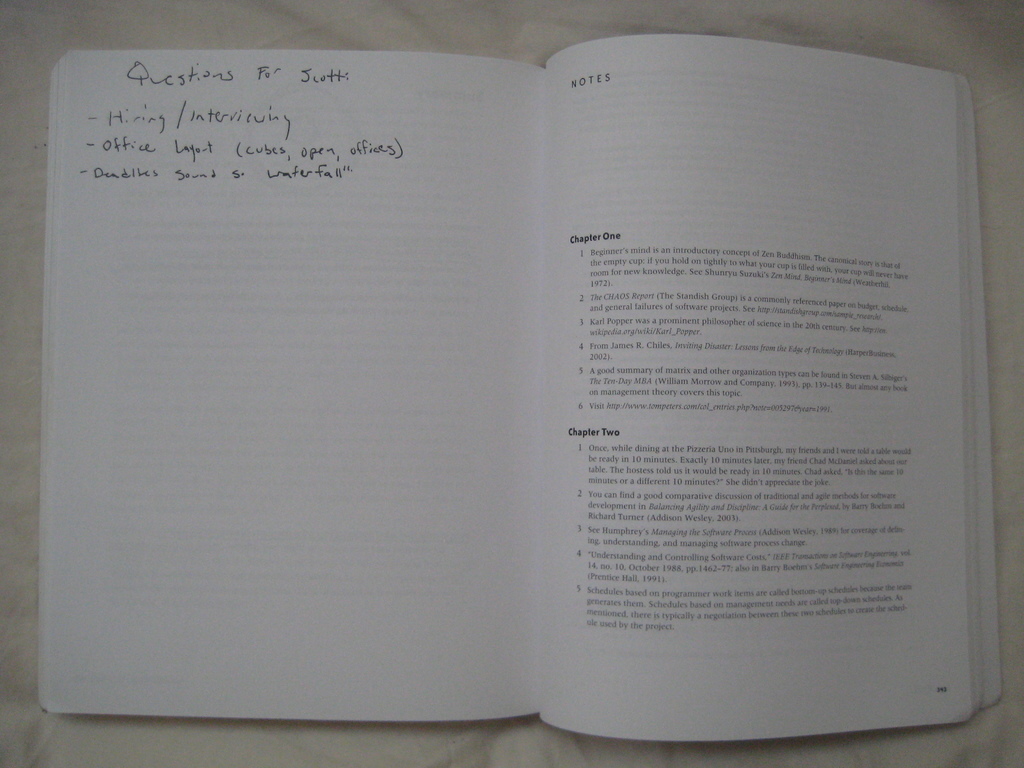 Questions For Scott:
- Hiring / Interviewing
- Office Layout (cubes, open, offices)
- Deadlines sound so waterfall"
NOTES
Chapter One
1 Beginner's mind is an introductory concept of Zen Buddhism. The canonical story is that of
the empty cup: if you hold on tightly to what your cup is filled with, your cup will never have
room for new knowledge. See Shunryu Suzuki's Zen Mind, Beginner's Mind (Weatherhill,
1972).
2 The CHAOS Report (The Standish Group) is a commonly referenced paper on budget, schedule,
and general failures of software projects. See http://standishgroup.com/sample_research/.
3 Karl Popper was a prominent philosopher of science in the 20th century. See http://en.
wikipedia.org/wiki/Karl_Popper.
4 From James R. Chiles, Inviting Disaster: Lessons from the Edge of Technology (HarperBusiness,
2002).
5 A good summary of matrix and other organization types can be found in Steven A. Silbiger's
The Ten-Day MBA (William Morrow and Company, 1993), pp. 139–145. But almost any book
on management theory covers this topic.
6 Visit http://www.tompeters.com/col_entries.php?note=005297&year=1991.
Chapter Two
1 Once, while dining at the Pizzeria Uno in Pittsburgh, my friends and I were told a table would
be ready in 10 minutes. Exactly 10 minutes later, my friend Chad McDaniel asked about our
table. The hostess told us it would be ready in 10 minutes. Chad asked, "Is this the same 10
minutes or a different 10 minutes?" She didn't appreciate the joke.
2 You can find a good comparative discussion of traditional and agile methods for software
development in Balancing Agility and Discipline: A Guide for the Perplexed, by Barry Boehm and
Richard Turner (Addison Wesley, 2003).
3 See Humphrey's Managing the Software Process (Addison Wesley, 1989) for coverage of defin-
ing, understanding, and managing software process change.
4 "Understanding and Controlling Software Costs," IEEE Transactions on Software Engineering, vol.
14, no. 10, October 1988, pp.1462–77; also in Barry Boehm's Software Engineering Economics
(Prentice Hall, 1991).
5 Schedules based on programmer work items are called bottom-up schedules because the team
generates them. Schedules based on management needs are called top-down schedules. As
mentioned, there is typically a negotiation between these two schedules to create the sched-
ule used by the project.